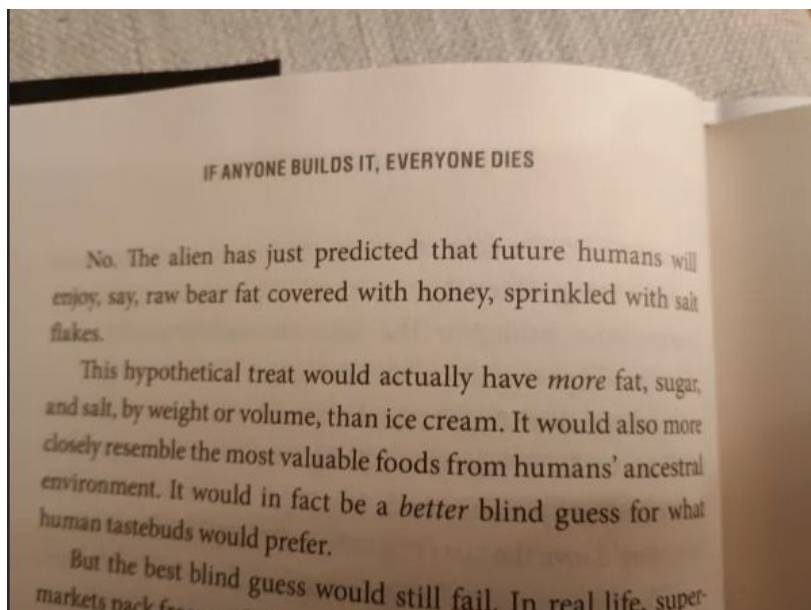 IF ANYONE BUILDS IT, EVERYONE DIES
No. The alien has just predicted that future humans will
enjoy, say, raw bear fat covered with honey, sprinkled with salt
flakes.
This hypothetical treat would actually have more fat, sugar,
and salt, by weight or volume, than ice cream. It would also more
closely resemble the most valuable foods from humans’ ancestral
environment. It would in fact be a better blind guess for what
human tastebuds would prefer.
But the best blind guess would still fail. In real life, super-
markets pack